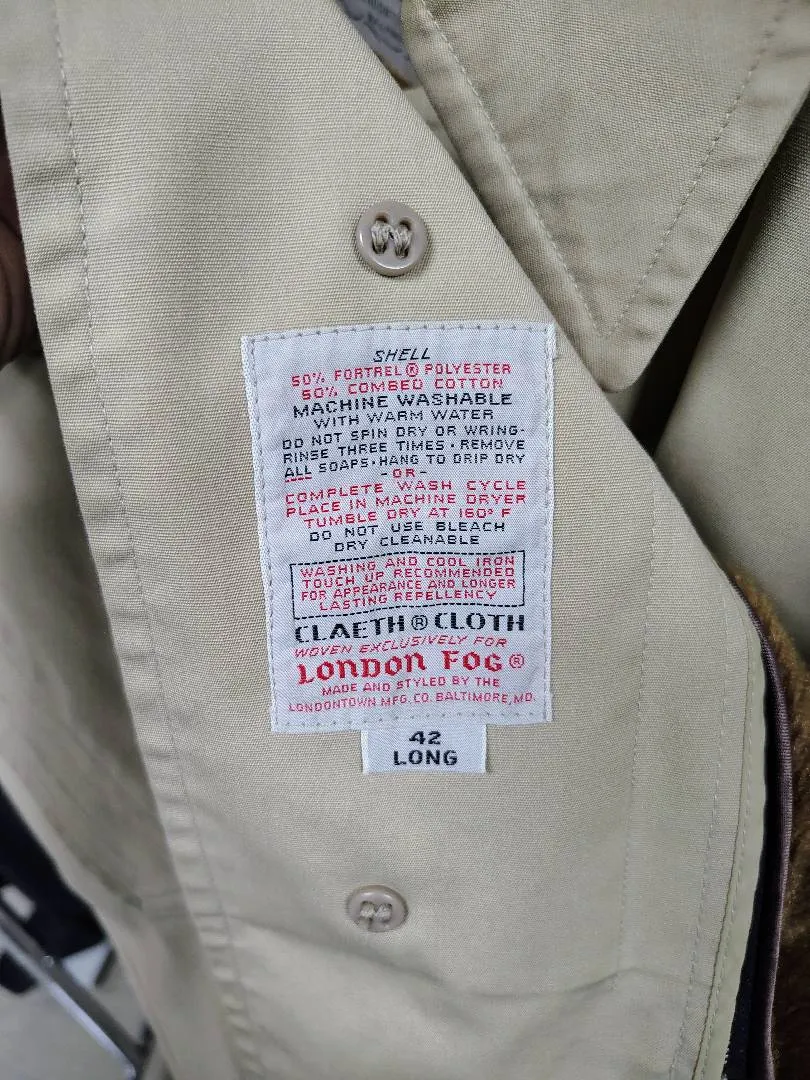 SHELL
50% FORTREL® POLYESTER
50% COMBED COTTON
MACHINE WASHABLE
WITH WARM WATER
DO NOT SPIN DRY OR WRING-
RINSE THREE TIMES · REMOVE
ALL SOAPS · HANG TO DRIP DRY
-OR-
COMPLETE WASH CYCLE
PLACE IN MACHINE DRYER
TUMBLE DRY AT 160° F
DO NOT USE BLEACH
DRY CLEANABLE
WASHING AND COOL IRON
TOUCH UP RECOMMENDED
FOR APPEARANCE AND LONGER
LASTING REPELLENCY
CLAETH® CLOTH
WOVEN EXCLUSIVELY FOR
LONDON FOG®
MADE AND STYLED BY THE
LONDONTOWN MFG. CO. BALTIMORE, MD.
42
LONG